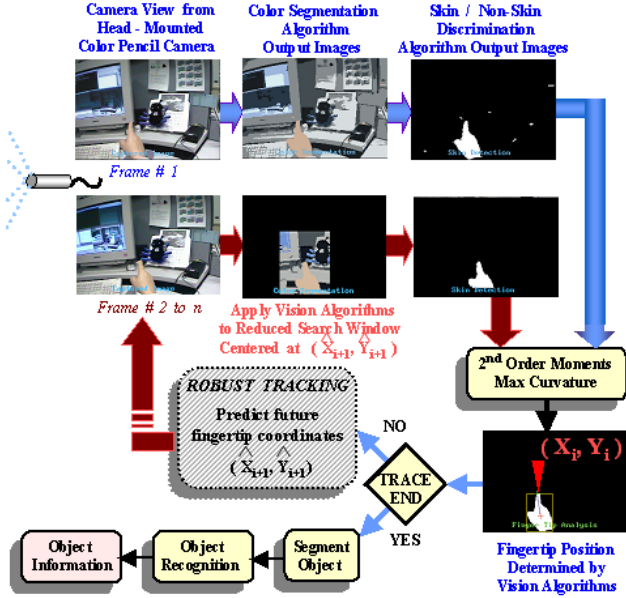 Camera View from
Head - Mounted
Color Pencil Camera
Color Segmentation
Algorithm
Output Images
Skin / Non-Skin
Discrimination
Algorithm Output Images
Skin Detection
Frame # 1
Skin Detection
Frame # 2 to n
Apply Vision Algorithms
to Reduced Search Window
Centered at ( X̂i+1, Ŷi+1 )
2nd Order Moments
Max Curvature
ROBUST TRACKING
Predict future
fingertip coordinates
( X̂i+1, Ŷi+1 )
NO
TRACE
END
YES
( Xi, Yi )
Finger Tip Analysis
Fingertip Position
Determined by
Vision Algorithms
Object
Information
Object
Recognition
Segment
Object